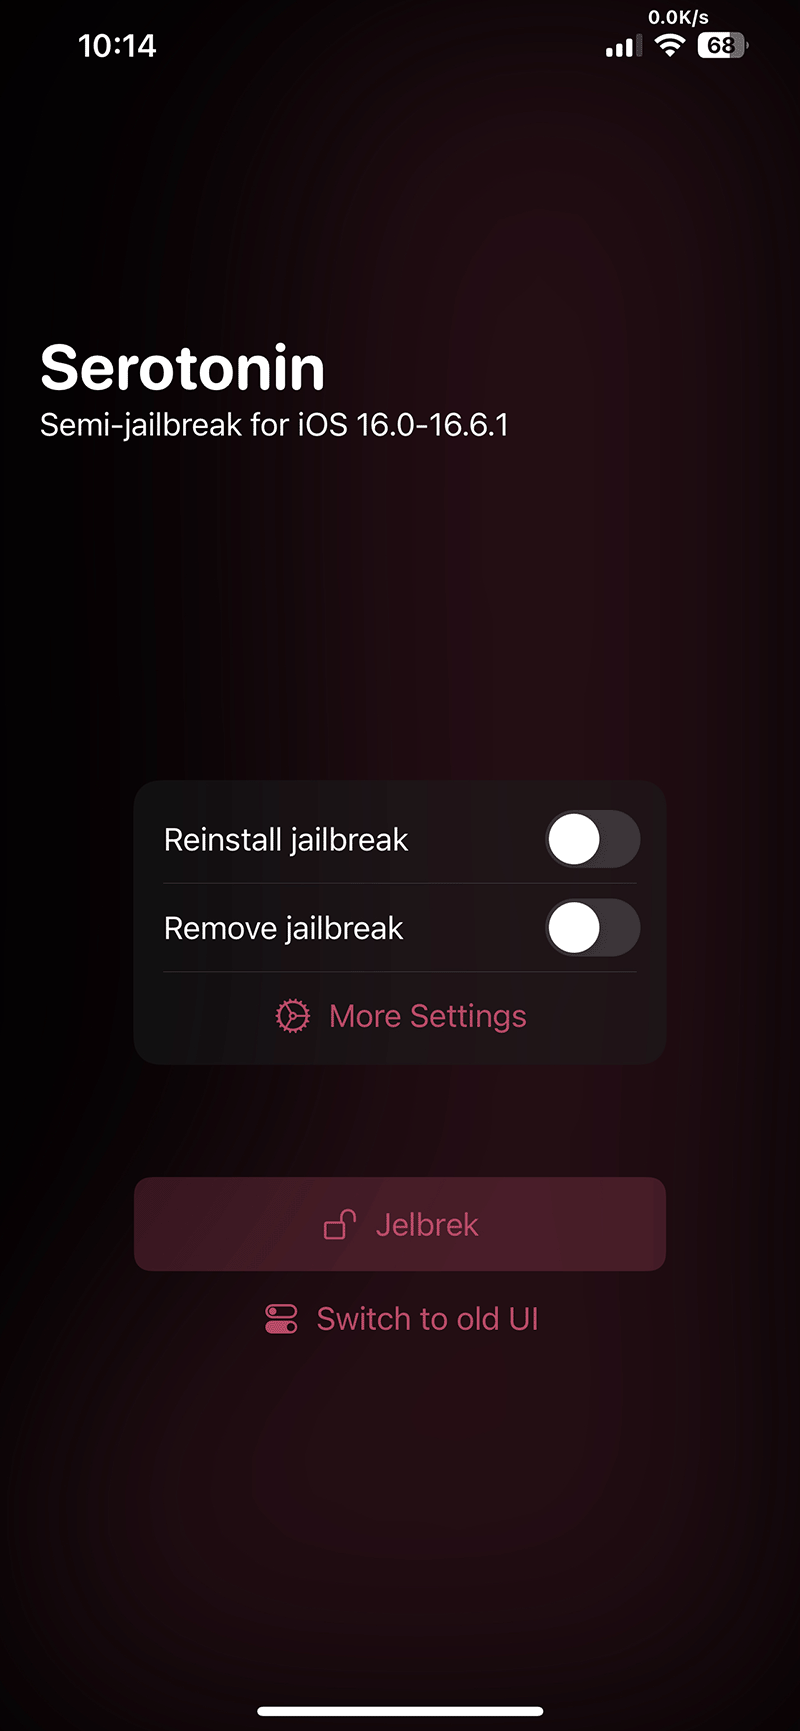 0.0K/s
10:14
68
Serotonin
Semi-jailbreak for iOS 16.0-16.6.1
Reinstall jailbreak
Remove jailbreak
More Settings
Jelbrek
Switch to old UI